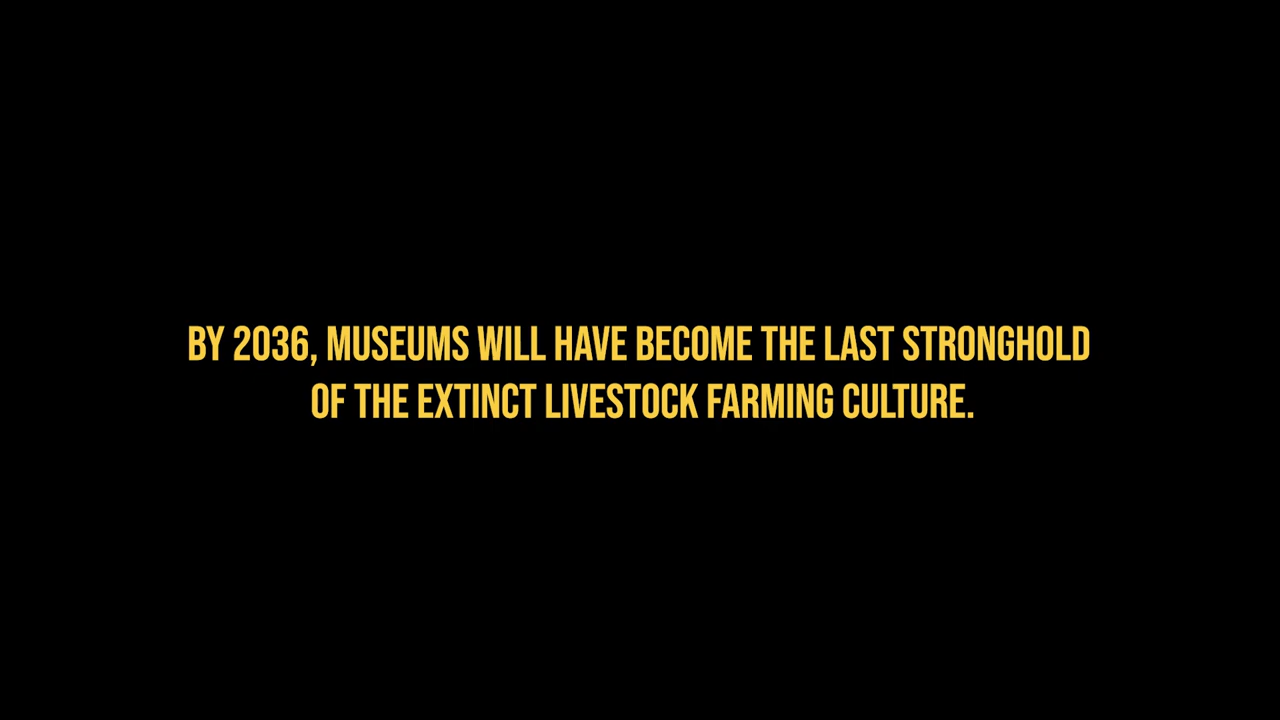 BY 2036, MUSEUMS WILL HAVE BECOME THE LAST STRONGHOLD
OF THE EXTINCT LIVESTOCK FARMING CULTURE.